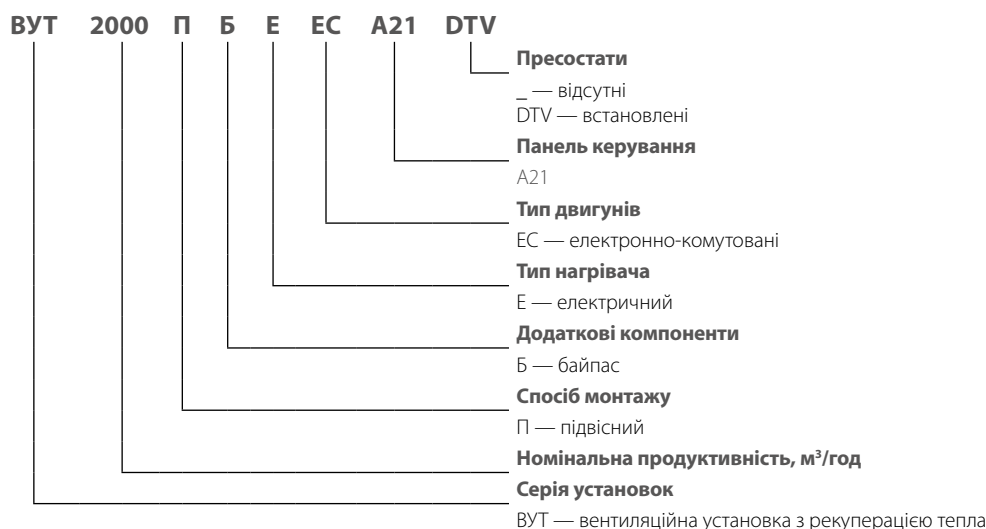 ВУТ 2000 П Б Е ЕС А21 DTV
Пресостати
_ — відсутні
DTV — встановлені
Панель керування
А21
Тип двигунів
ЕС — електронно-комутовані
Тип нагрівача
Е — електричний
Додаткові компоненти
Б — байпас
Спосіб монтажу
П — підвісний
Номінальна продуктивність, м³/год
Серія установок
ВУТ — вентиляційна установка з рекуперацією тепла